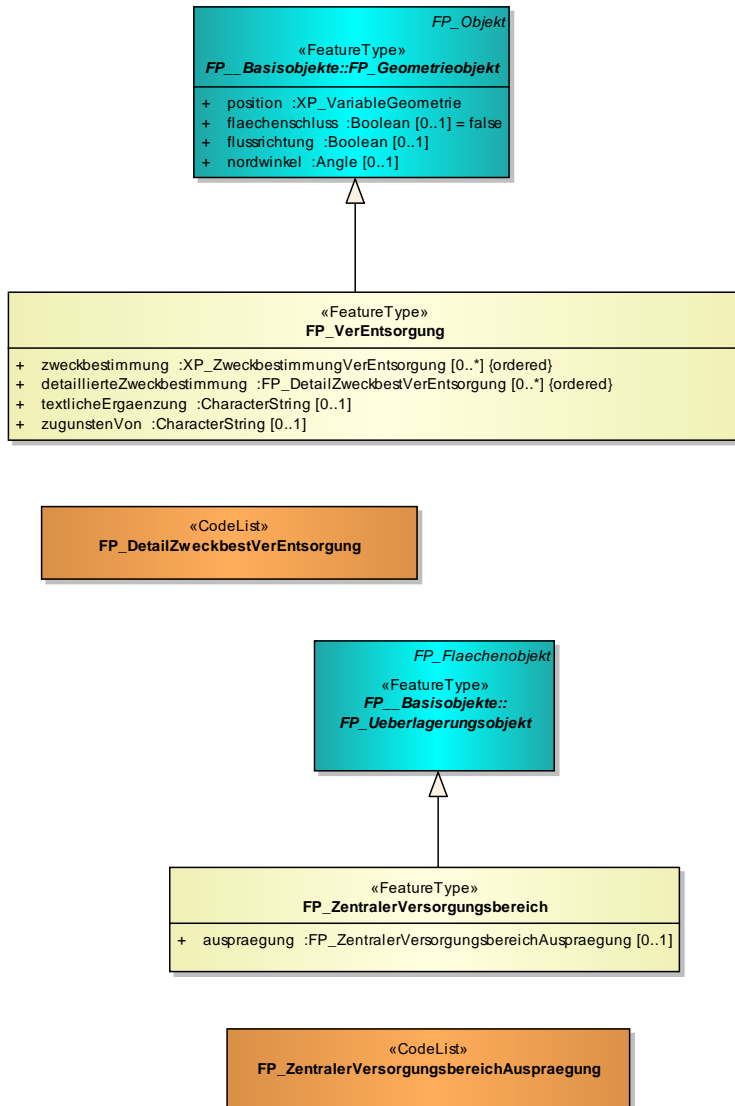 FP_Objekt
«FeatureType»
FP__Basisobjekte::FP_Geometrieobjekt
+ position :XP_VariableGeometrie
+ flaechenschluss :Boolean [0..1] = false
+ flussrichtung :Boolean [0..1]
+ nordwinkel :Angle [0..1]
«FeatureType»
FP_VerEntsorgung
+ zweckbestimmung :XP_ZweckbestimmungVerEntsorgung [0..*] {ordered}
+ detaillierteZweckbestimmung :FP_DetailZweckbestVerEntsorgung [0..*] {ordered}
+ textlicheErgaenzung :CharacterString [0..1]
+ zugunstenVon :CharacterString [0..1]
«CodeList»
FP_DetailZweckbestVerEntsorgung
FP_Flaechenobjekt
«FeatureType»
FP__Basisobjekte::
FP_Ueberlagerungsobjekt
«FeatureType»
FP_ZentralerVersorgungsbereich
+ auspraegung :FP_ZentralerVersorgungsbereichAuspraegung [0..1]
«CodeList»
FP_ZentralerVersorgungsbereichAuspraegung